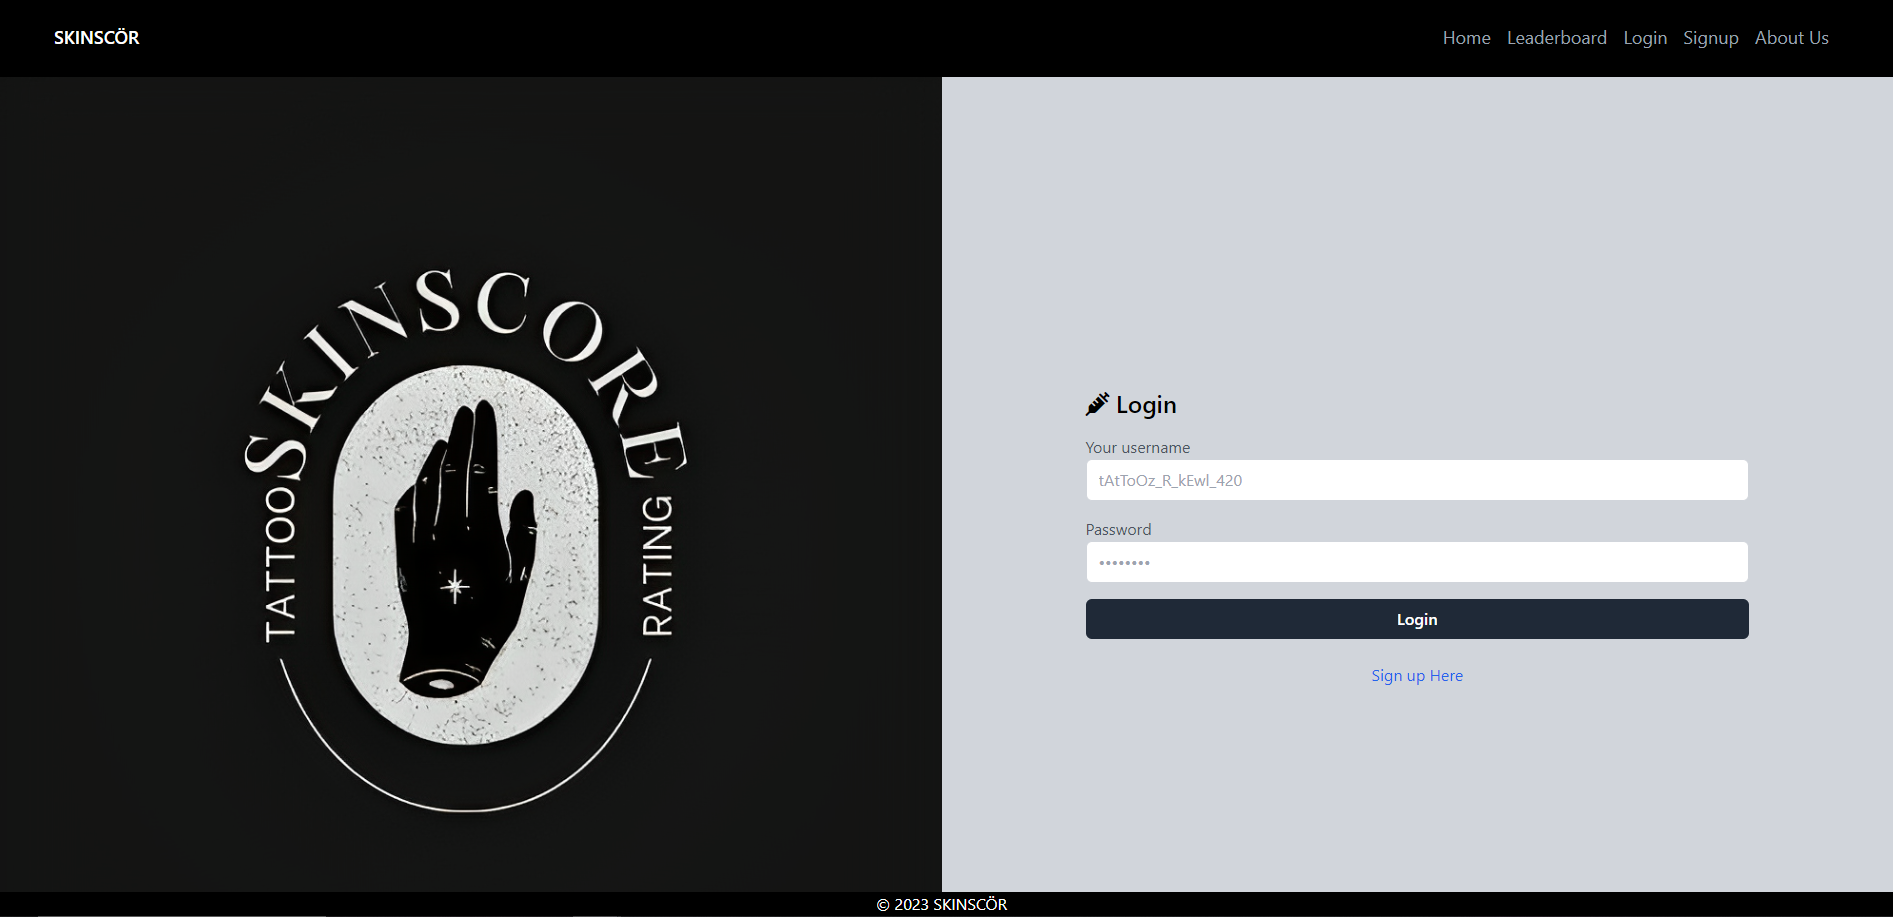 SKINSCÖR
Home Leaderboard Login Signup About Us
SKINSCORE
TATTOO
RATING
Login
Your username
tAtToOz_R_kEwl_420
Password
••••••••
Login
Sign up Here
© 2023 SKINSCÖR